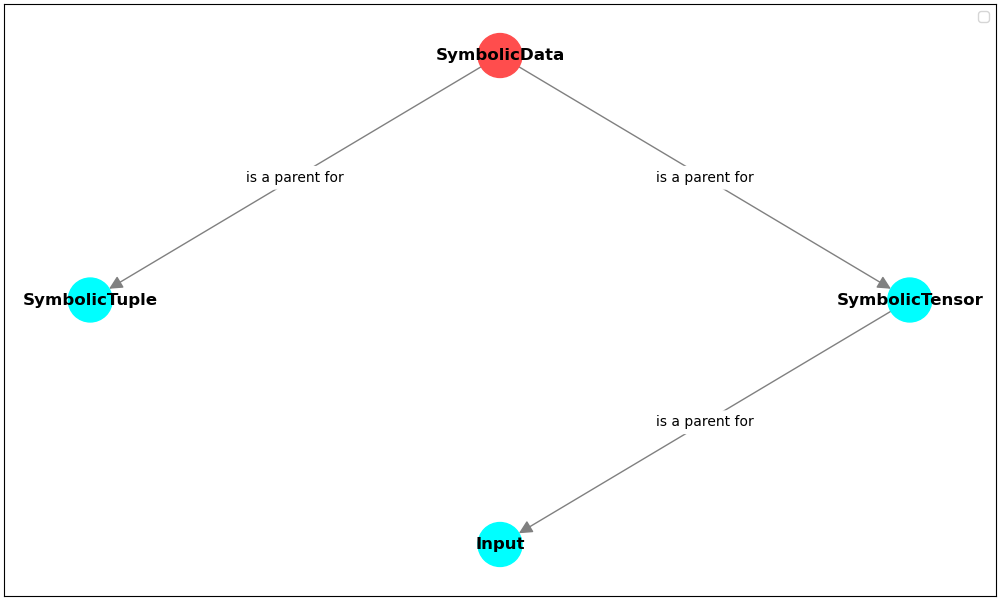 SymbolicData
is a parent for
is a parent for
SymbolicTuple
SymbolicTensor
is a parent for
Input